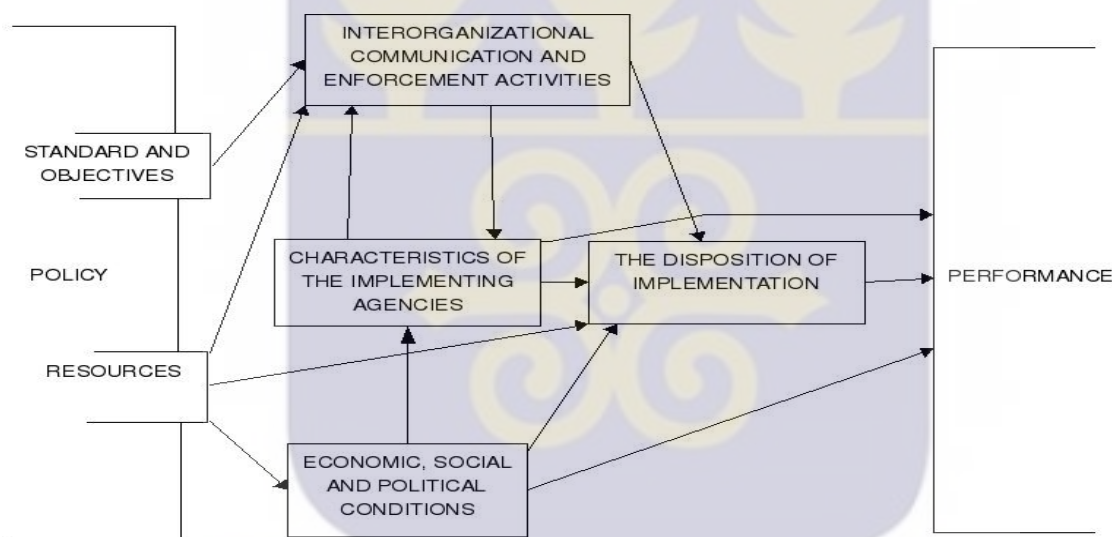 INTERORGANIZATIONAL
COMMUNICATION AND
ENFORCEMENT ACTIVITIES
STANDARD AND
OBJECTIVES
POLICY
RESOURCES
CHARACTERISTICS OF
THE IMPLEMENTING
AGENCIES
THE DISPOSITION OF
IMPLEMENTATION
PERFORMANCE
ECONOMIC, SOCIAL
AND POLITICAL
CONDITIONS